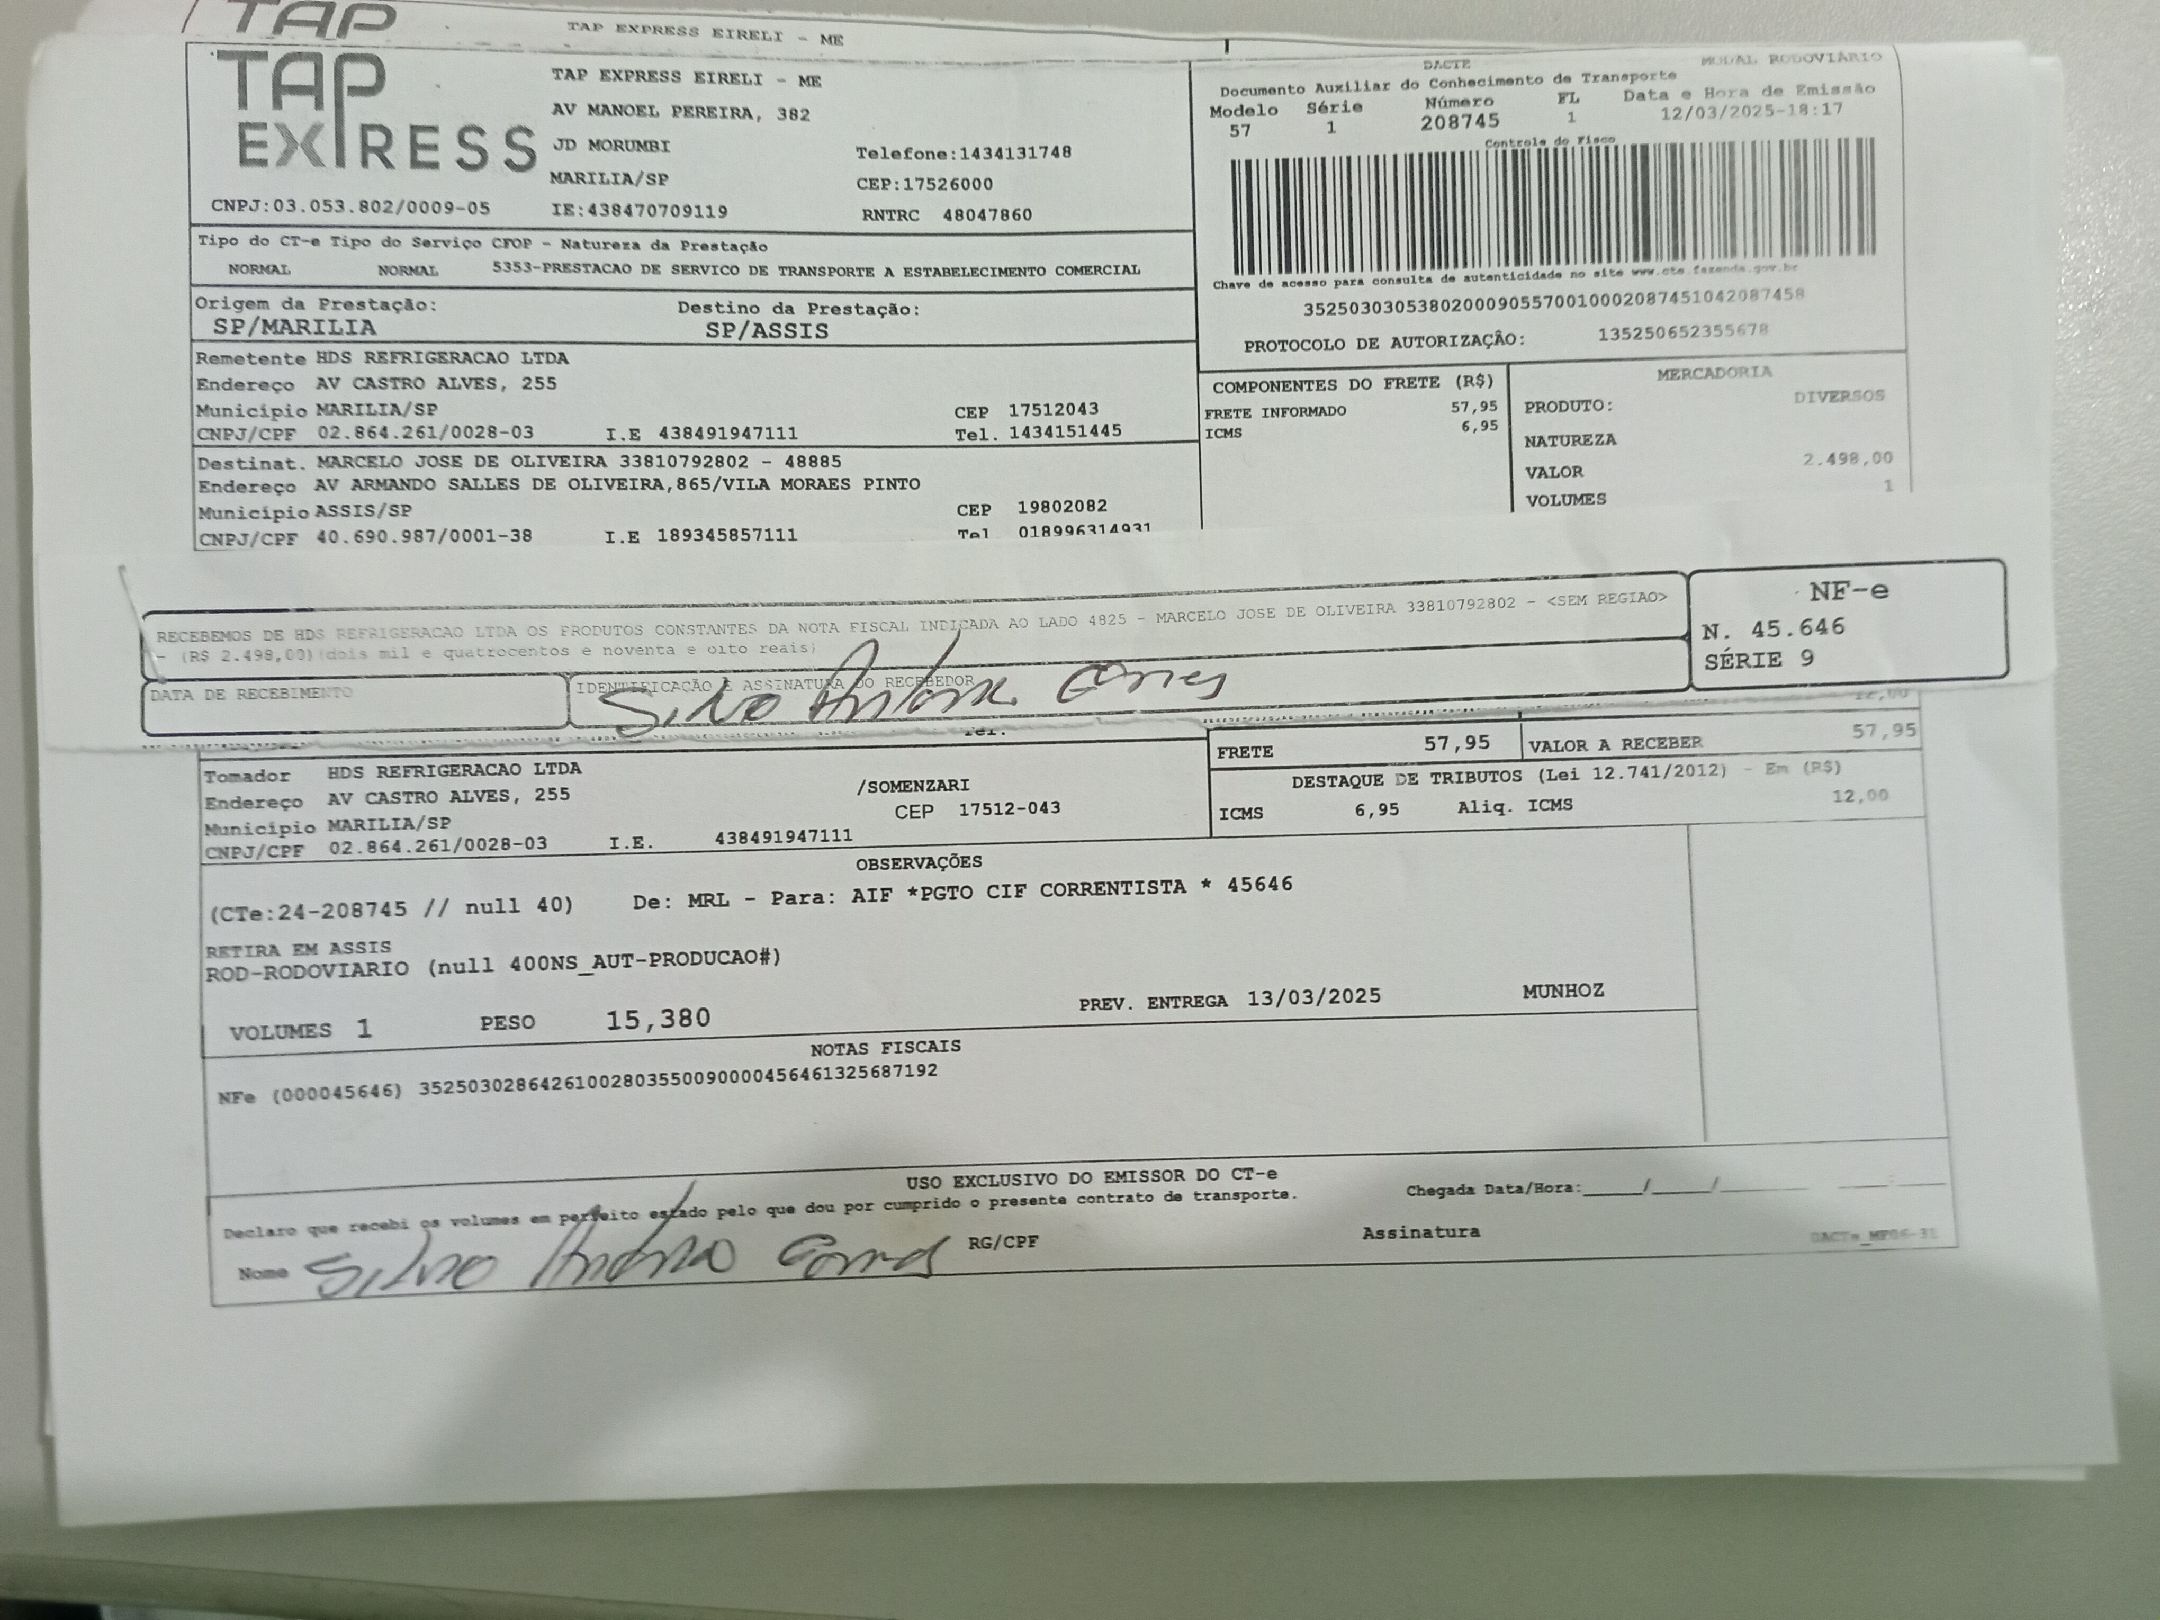 TAP
TAP EXPRESS EIRELI - ME
TAP
EXPRESS
CNPJ:03.053.802/0009-05
TAP EXPRESS EIRELI - ME
AV MANOEL PEREIRA, 382
JD MORUMBI
MARILIA/SP
IE:438470709119
Telefone:1434131748
CEP:17526000
RNTRC 48047860
DACTE
MODAL RODOVIÁRIO
Documento Auxiliar do Conhecimento de Transporte
Modelo Série Número FL Data e Hora de Emissão
57 1 208745 1 12/03/2025-18:17
Controle do Fisco
Chave de acesso para consulta de autenticidade no site www.cte.fazenda.gov.br
35250303053802000905570010002087451042087458
PROTOCOLO DE AUTORIZAÇÃO: 135250652355678
Tipo do CT-e Tipo do Serviço CFOP - Natureza da Prestação
NORMAL NORMAL 5353-PRESTACAO DE SERVICO DE TRANSPORTE A ESTABELECIMENTO COMERCIAL
Origem da Prestação: Destino da Prestação:
SP/MARILIA SP/ASSIS
Remetente HDS REFRIGERACAO LTDA
Endereço AV CASTRO ALVES, 255
Município MARILIA/SP CEP 17512043
CNPJ/CPF 02.864.261/0028-03 I.E 438491947111 Tel. 1434151445
Destinat. MARCELO JOSE DE OLIVEIRA 33810792802 - 48885
Endereço AV ARMANDO SALLES DE OLIVEIRA,865/VILA MORAES PINTO
Município ASSIS/SP CEP 19802082
CNPJ/CPF 40.690.987/0001-38 I.E 189345857111 Tel 018996314931
COMPONENTES DO FRETE (R$)
FRETE INFORMADO 57,95
ICMS 6,95
MERCADORIA
PRODUTO: DIVERSOS
NATUREZA
VALOR 2.498,00
VOLUMES 1
RECEBEMOS DE HDS REFRIGERACAO LTDA OS PRODUTOS CONSTANTES DA NOTA FISCAL INDICADA AO LADO 4825 - MARCELO JOSE DE OLIVEIRA 33810792802 - <SEM REGIAO>
- (R$ 2.498,00)(dois mil e quatrocentos e noventa e oito reais)
DATA DE RECEBIMENTO
IDENTIFICAÇÃO E ASSINATURA DO RECEBEDOR
NF-e
N. 45.646
SÉRIE 9
12,00
Tel.
FRETE 57,95 VALOR A RECEBER 57,95
DESTAQUE DE TRIBUTOS (Lei 12.741/2012) - Em (R$)
ICMS 6,95 Aliq. ICMS 12,00
Tomador HDS REFRIGERACAO LTDA
Endereço AV CASTRO ALVES, 255 /SOMENZARI
Município MARILIA/SP CEP 17512-043
CNPJ/CPF 02.864.261/0028-03 I.E. 438491947111
OBSERVAÇÕES
(CTe:24-208745 // null 40) De: MRL - Para: AIF *PGTO CIF CORRENTISTA * 45646
RETIRA EM ASSIS
ROD-RODOVIARIO (null 400NS_AUT-PRODUCAO#)
VOLUMES 1 PESO 15,380 PREV. ENTREGA 13/03/2025 MUNHOZ
NOTAS FISCAIS
NFe (000045646) 35250302864261002803550090000456461325687192
USO EXCLUSIVO DO EMISSOR DO CT-e
Declaro que recebi os volumes em perfeito estado pelo que dou por cumprido o presente contrato de transporte. Chegada Data/Hora:_____/_____/________ ____:_____
Nome RG/CPF Assinatura